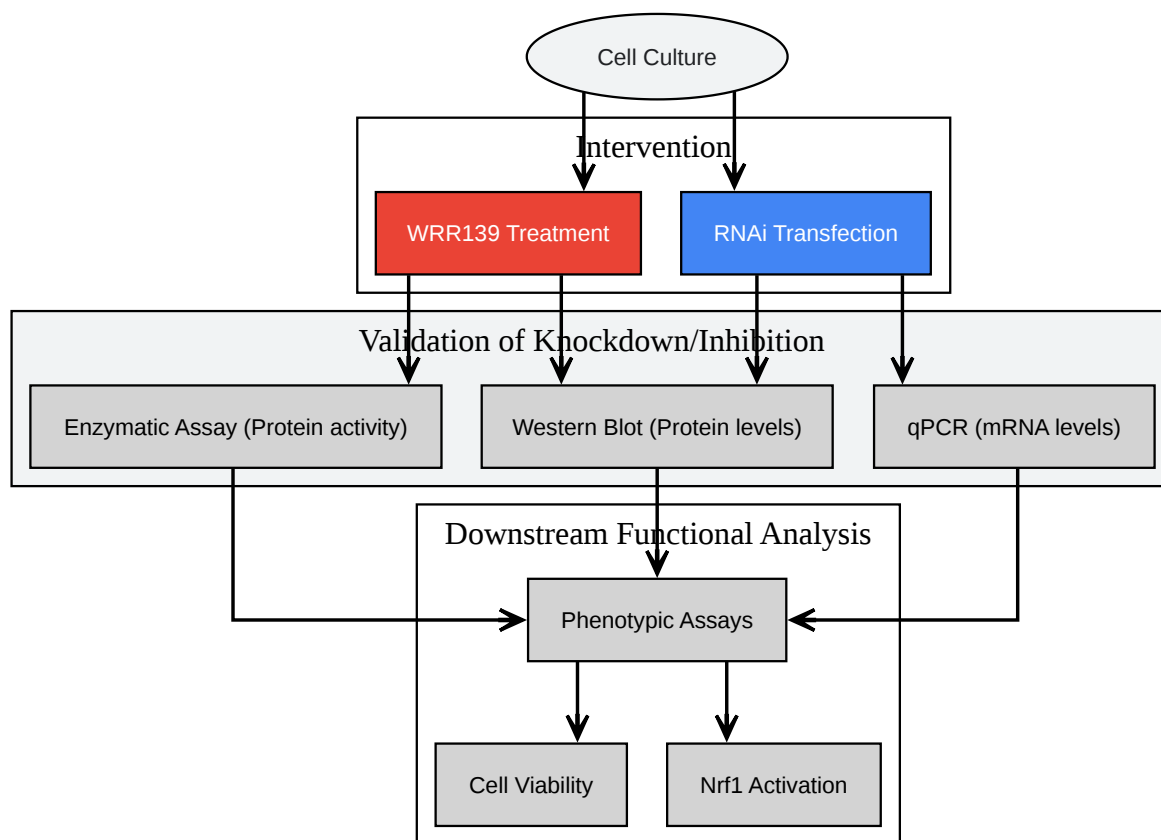 Cell Culture
Intervention
WRR139 Treatment
RNAi Transfection
Validation of Knockdown/Inhibition
Enzymatic Assay (Protein activity)
Western Blot (Protein levels)
qPCR (mRNA levels)
Downstream Functional Analysis
Phenotypic Assays
Cell Viability
Nrf1 Activation